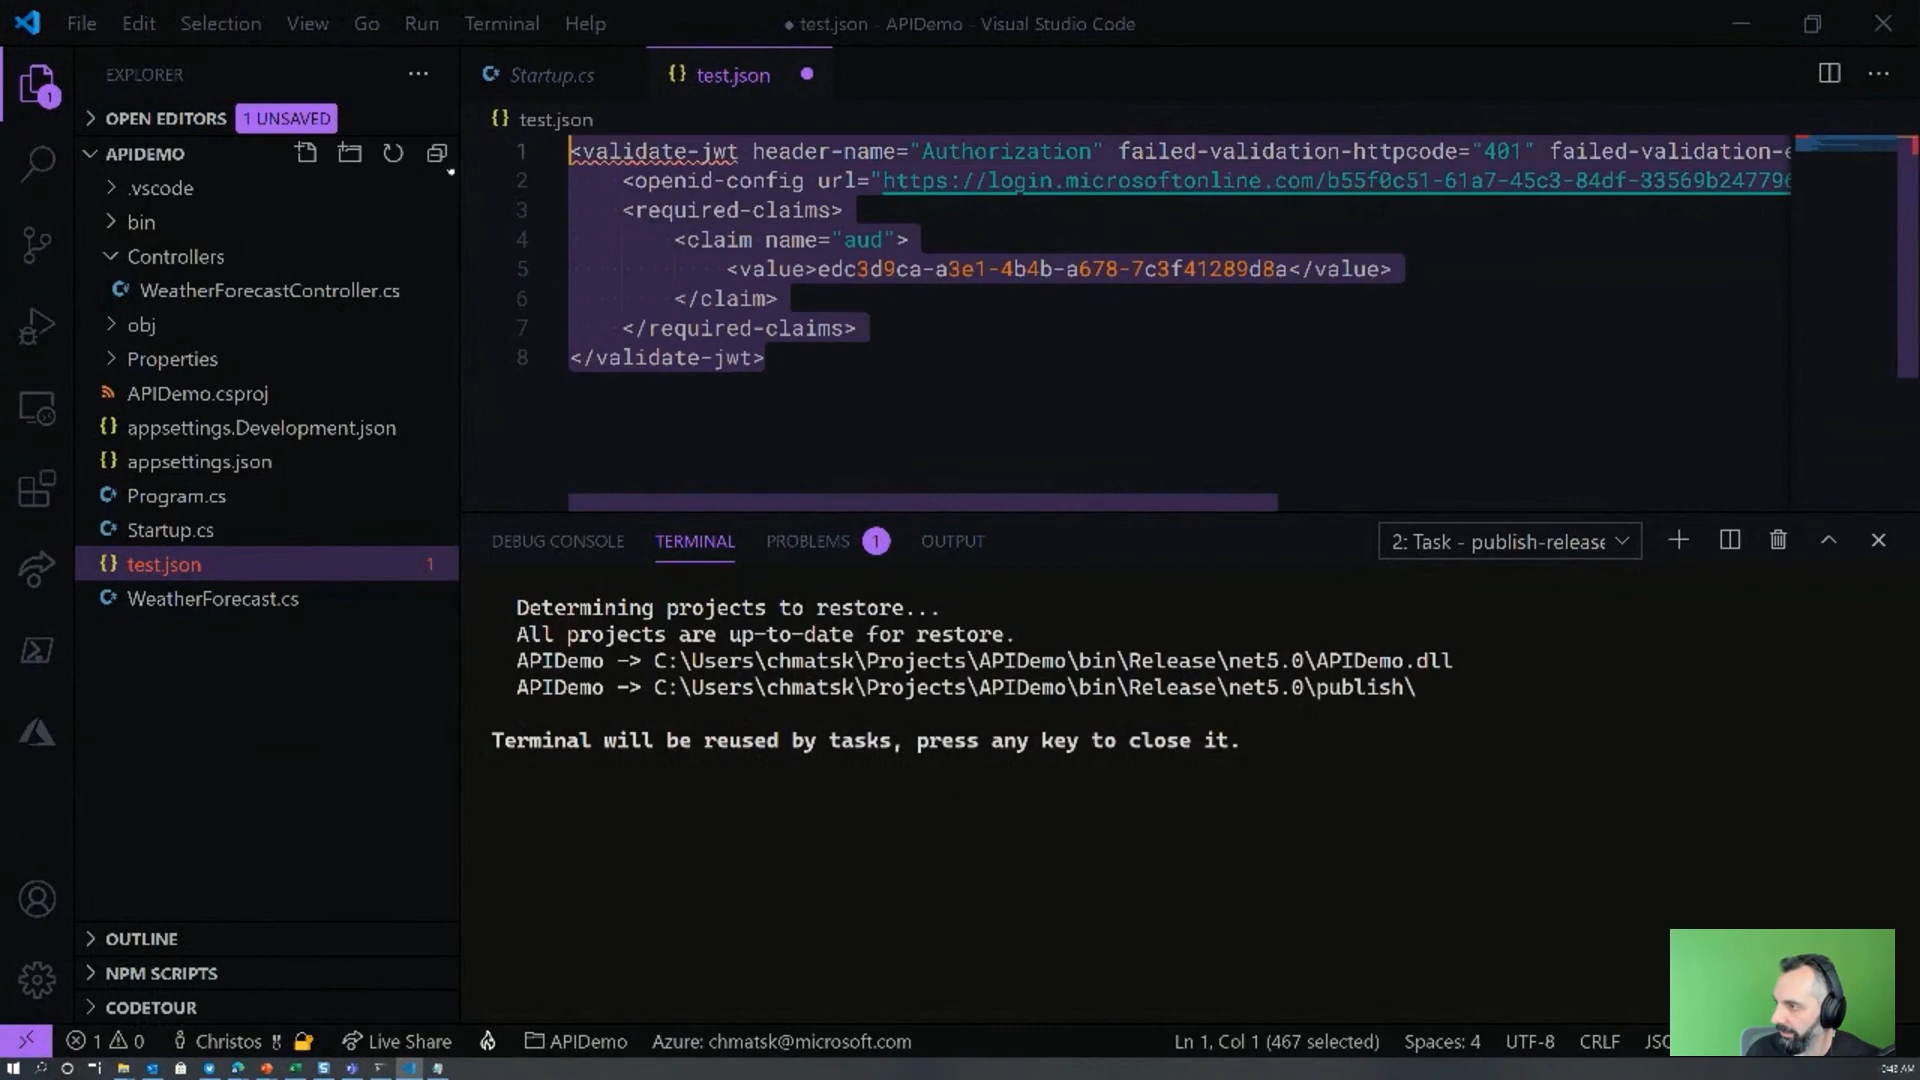 File Edit Selection View Go Run Terminal Help
● test.json - APIDemo - Visual Studio Code
EXPLORER
OPEN EDITORS 1 UNSAVED
APIDEMO
.vscode
bin
Controllers
WeatherForecastController.cs
obj
Properties
APIDemo.csproj
appsettings.Development.json
appsettings.json
Program.cs
Startup.cs
test.json 1
WeatherForecast.cs
OUTLINE
NPM SCRIPTS
CODETOUR
1
Startup.cs
{} test.json
{} test.json
1 <validate-jwt header-name="Authorization" failed-validation-httpcode="401" failed-validation-e
2 <openid-config url="https://login.microsoftonline.com/b55f0c51-61a7-45c3-84df-33569b247796
3 <required-claims>
4 <claim name="aud">
5 <value>edc3d9ca-a3e1-4b4b-a678-7c3f41289d8a</value>
6 </claim>
7 </required-claims>
8 </validate-jwt>
DEBUG CONSOLE TERMINAL PROBLEMS 1 OUTPUT
2: Task - publish-release
Determining projects to restore...
All projects are up-to-date for restore.
APIDemo -> C:\Users\chmatsk\Projects\APIDemo\bin\Release\net5.0\APIDemo.dll
APIDemo -> C:\Users\chmatsk\Projects\APIDemo\bin\Release\net5.0\publish\
Terminal will be reused by tasks, press any key to close it.
1 0 Christos Live Share APIDemo Azure: chmatsk@microsoft.com
Ln 1, Col 1 (467 selected) Spaces: 4 UTF-8 CRLF